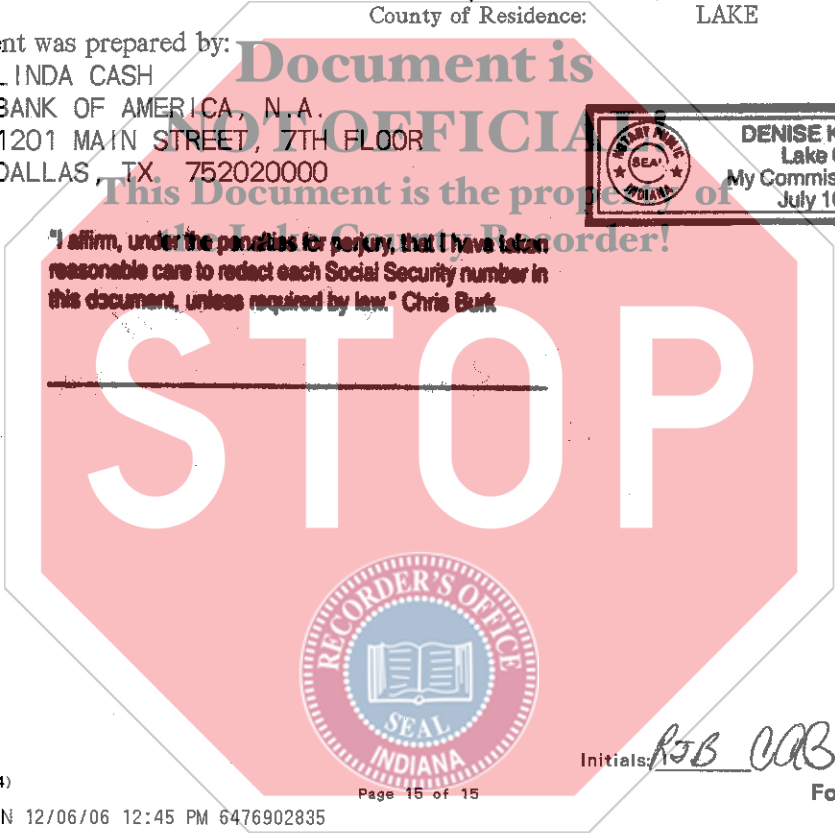 County of Residence: LAKE
ent was prepared by:
LINDA CASH
BANK OF AMERICA, N.A.
1201 MAIN STREET, 7TH FLOOR
DALLAS, TX 752020000
Document is
NOT OFFICIAL
This Document is the property of
the Lake County Recorder!
NOTARY PUBLIC
SEAL
INDIANA
DENISE K
Lake C
My Commis
July 10
"I affirm, under the penalties for perjury, that I have taken
reasonable care to redact each Social Security number in
this document, unless required by law." Chris Burk
STOP
RECORDER'S OFFICE
SEAL
INDIANA
Initials: RJB CAB
4)
Page 15 of 15
Fo
N 12/06/06 12:45 PM 6476902835